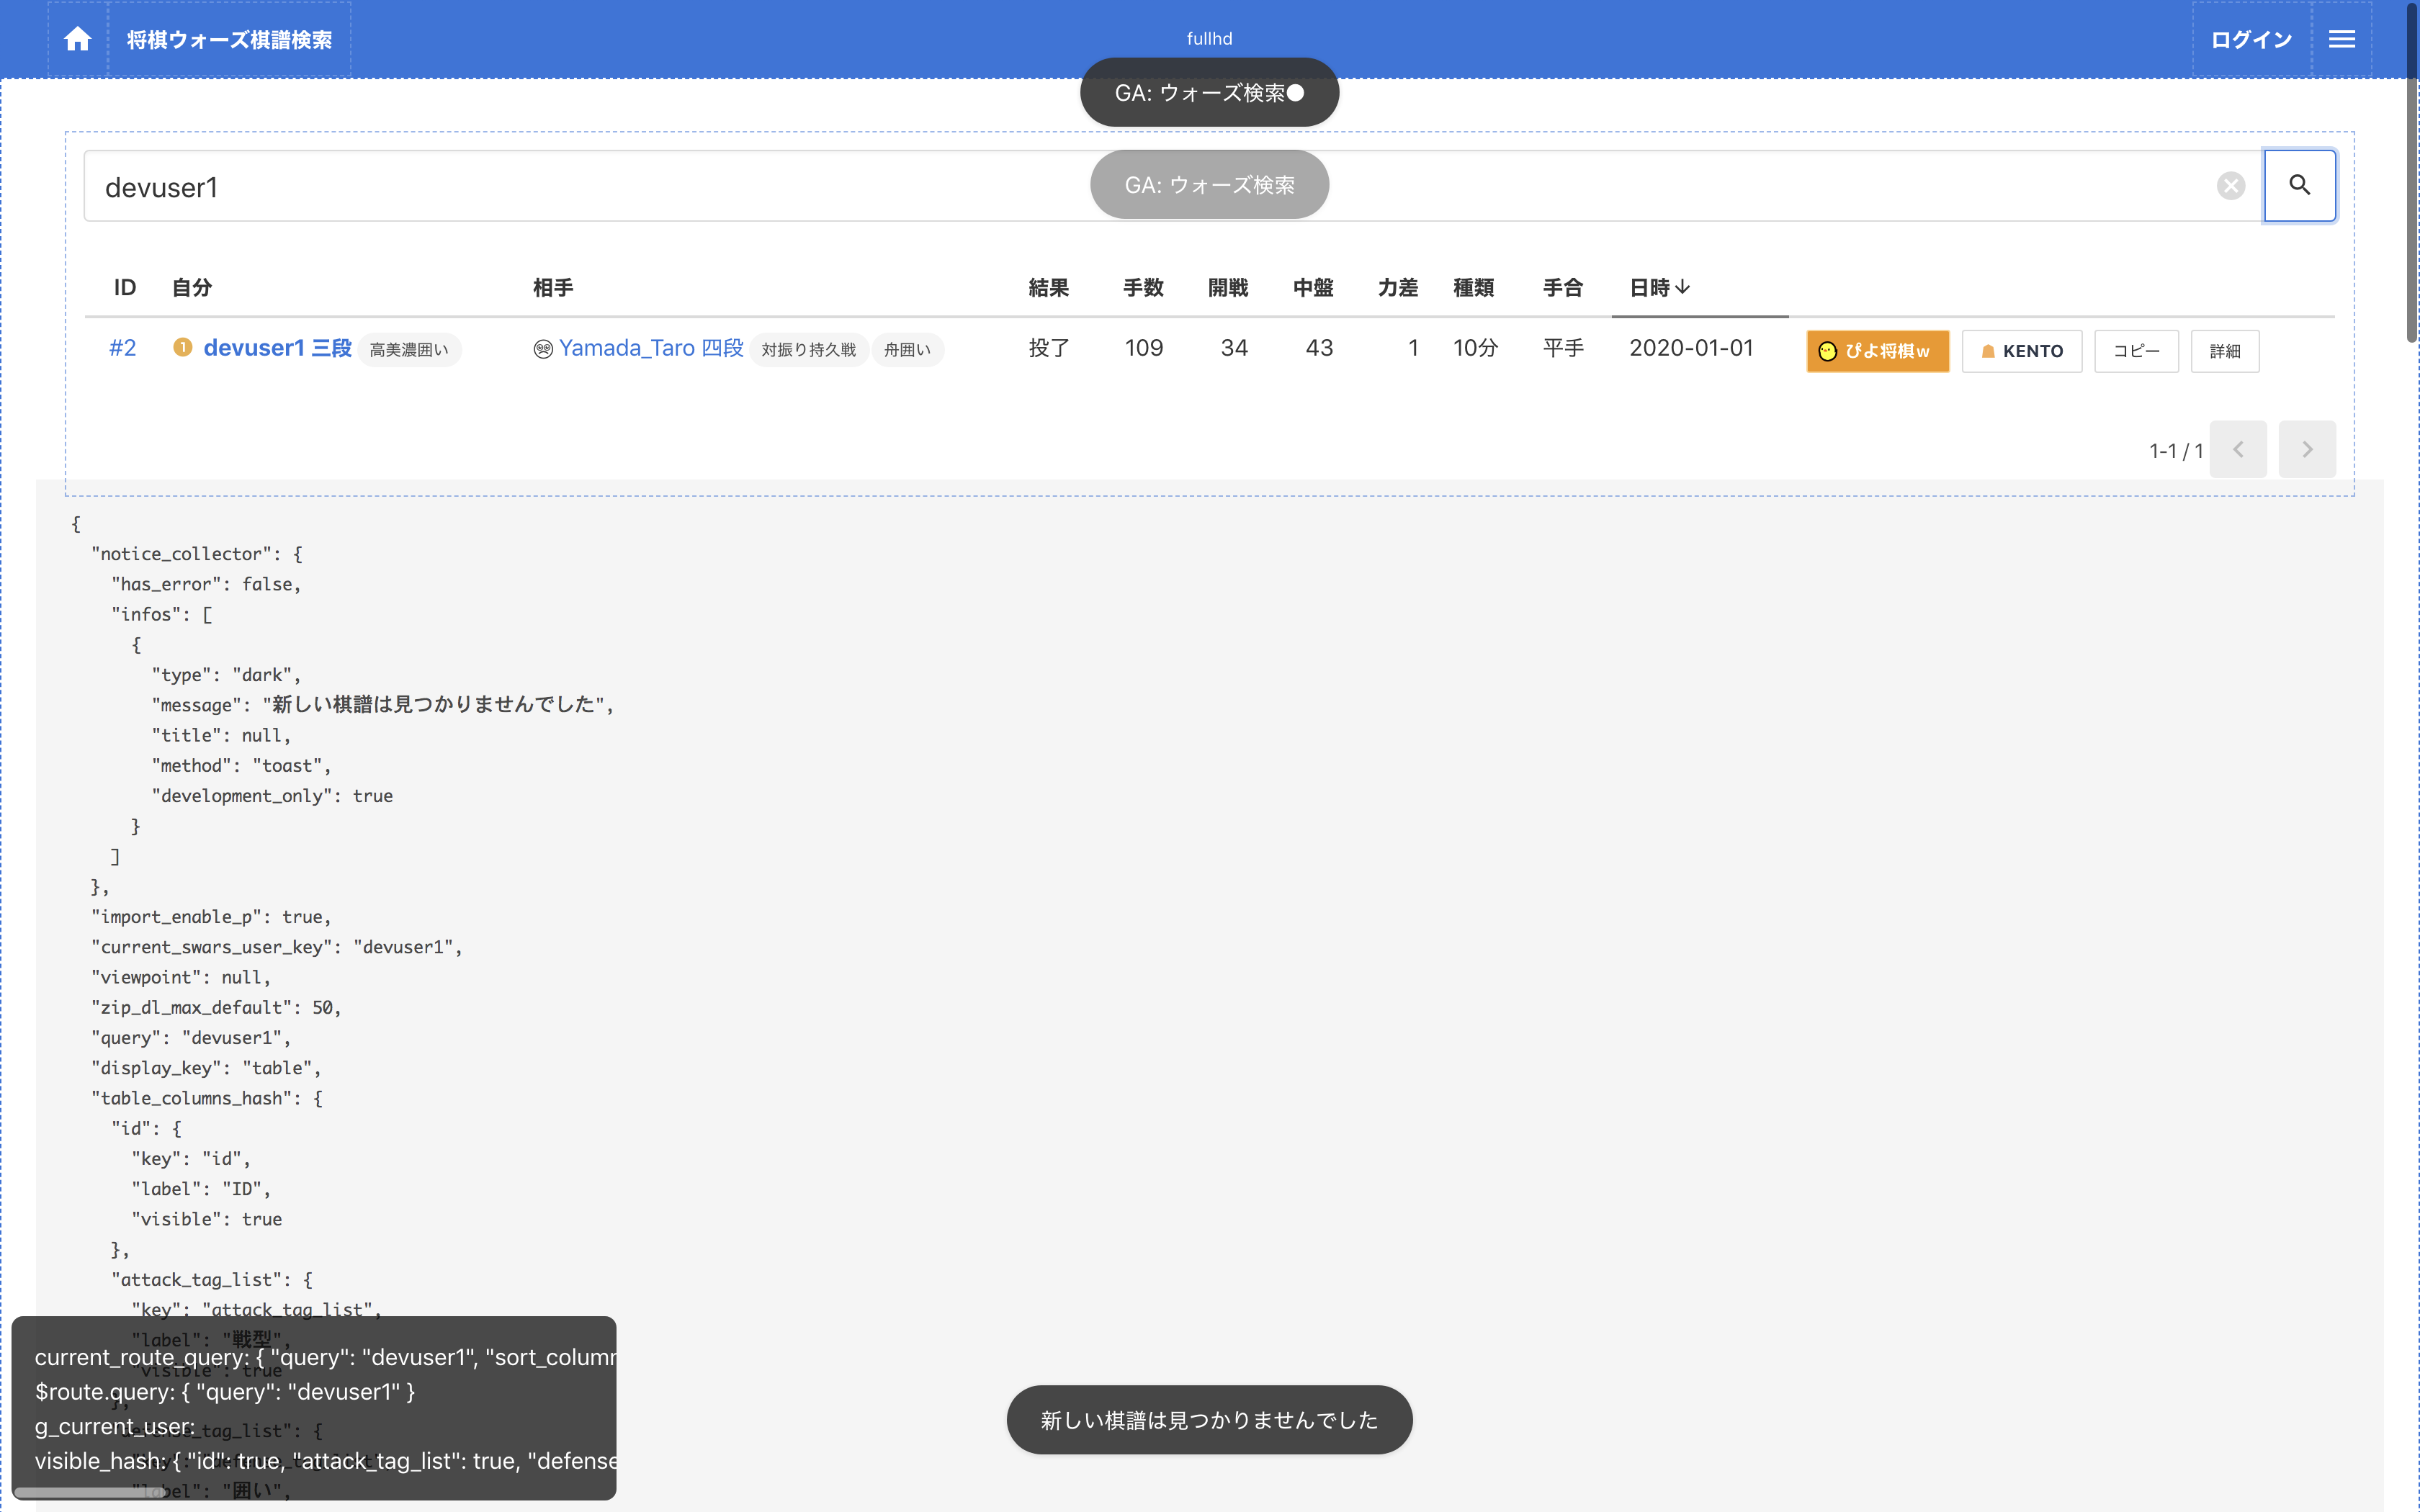 将棋ウォーズ棋譜検索
fullhd
ログイン
GA: ウォーズ検索
devuser1
GA: ウォーズ検索
ID 自分 相手 結果 手数 開戦 中盤 力差 種類 手合 日時
#2 1 devuser1 三段 高美濃囲い Yamada_Taro 四段 対振り持久戦 舟囲い 投了 109 34 43 1 10分 平手 2020-01-01 ぴよ将棋w KENTO コピー 詳細
1-1 / 1
{
"notice_collector": {
"has_error": false,
"infos": [
{
"type": "dark",
"message": "新しい棋譜は見つかりませんでした",
"title": null,
"method": "toast",
"development_only": true
}
]
},
"import_enable_p": true,
"current_swars_user_key": "devuser1",
"viewpoint": null,
"zip_dl_max_default": 50,
"query": "devuser1",
"display_key": "table",
"table_columns_hash": {
"id": {
"key": "id",
"label": "ID",
"visible": true
},
"attack_tag_list": {
"key": "attack_tag_list",
"label": "戦型",
"visible": true
},
"label": "囲い",
current_route_query: { "query": "devuser1", "sort_column
$route.query: { "query": "devuser1" }
g_current_user:
visible_hash: { "id": true, "attack_tag_list": true, "defense
新しい棋譜は見つかりませんでした